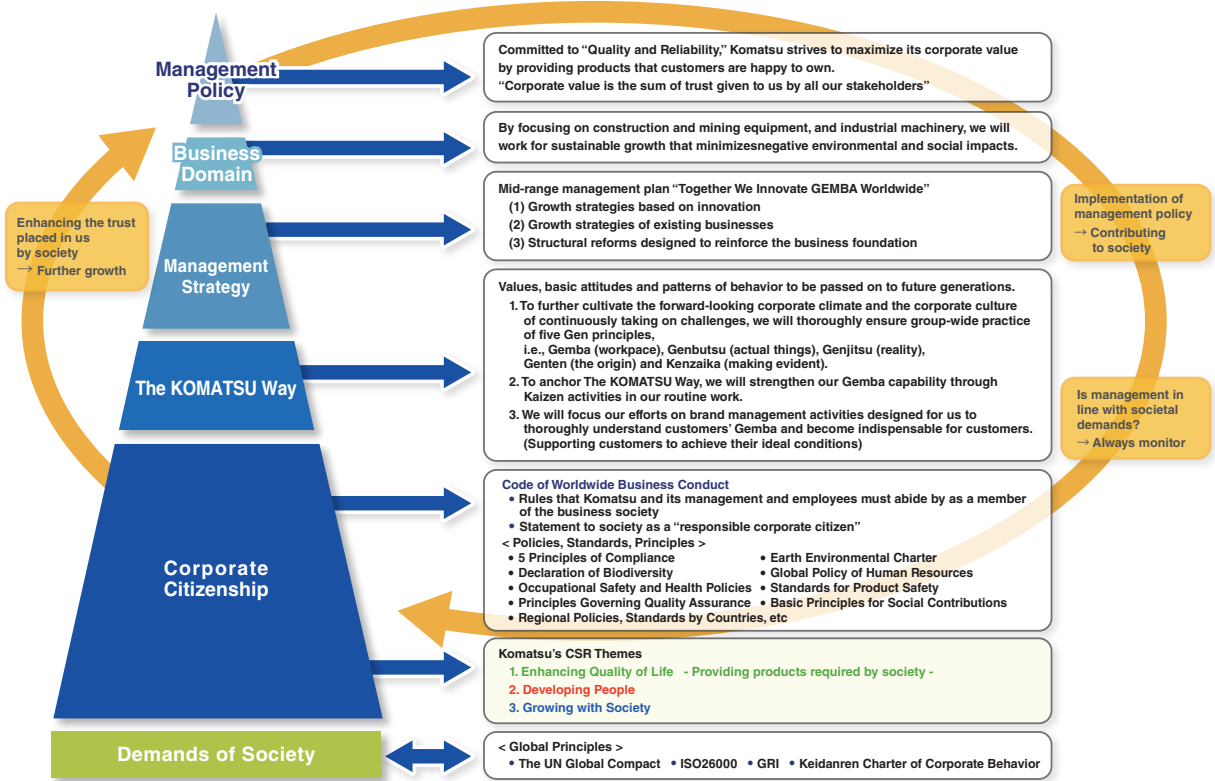 Management
Policy
Committed to “Quality and Reliability,” Komatsu strives to maximize its corporate value
by providing products that customers are happy to own.
“Corporate value is the sum of trust given to us by all our stakeholders”
Business
Domain
By focusing on construction and mining equipment, and industrial machinery, we will
work for sustainable growth that minimizesnegative environmental and social impacts.
Enhancing the trust
placed in us
by society
→ Further growth
Management
Strategy
Mid-range management plan “Together We Innovate GEMBA Worldwide”
(1) Growth strategies based on innovation
(2) Growth strategies of existing businesses
(3) Structural reforms designed to reinforce the business foundation
Implementation of
management policy
→ Contributing
to society
The KOMATSU Way
Values, basic attitudes and patterns of behavior to be passed on to future generations.
1. To further cultivate the forward-looking corporate climate and the corporate culture
of continuously taking on challenges, we will thoroughly ensure group-wide practice
of five Gen principles,
i.e., Gemba (workpace), Genbutsu (actual things), Genjitsu (reality),
Genten (the origin) and Kenzaika (making evident).
2. To anchor The KOMATSU Way, we will strengthen our Gemba capability through
Kaizen activities in our routine work.
3. We will focus our efforts on brand management activities designed for us to
thoroughly understand customers’ Gemba and become indispensable for customers.
(Supporting customers to achieve their ideal conditions)
Is management in
line with societal
demands?
→ Always monitor
Corporate
Citizenship
Code of Worldwide Business Conduct
• Rules that Komatsu and its management and employees must abide by as a member
of the business society
• Statement to society as a “responsible corporate citizen”
< Policies, Standards, Principles >
• 5 Principles of Compliance
• Declaration of Biodiversity
• Occupational Safety and Health Policies
• Principles Governing Quality Assurance
• Regional Policies, Standards by Countries, etc
• Earth Environmental Charter
• Global Policy of Human Resources
• Standards for Product Safety
• Basic Principles for Social Contributions
Komatsu’s CSR Themes
1. Enhancing Quality of Life - Providing products required by society -
2. Developing People
3. Growing with Society
Demands of Society
< Global Principles >
• The UN Global Compact • ISO26000 • GRI • Keidanren Charter of Corporate Behavior